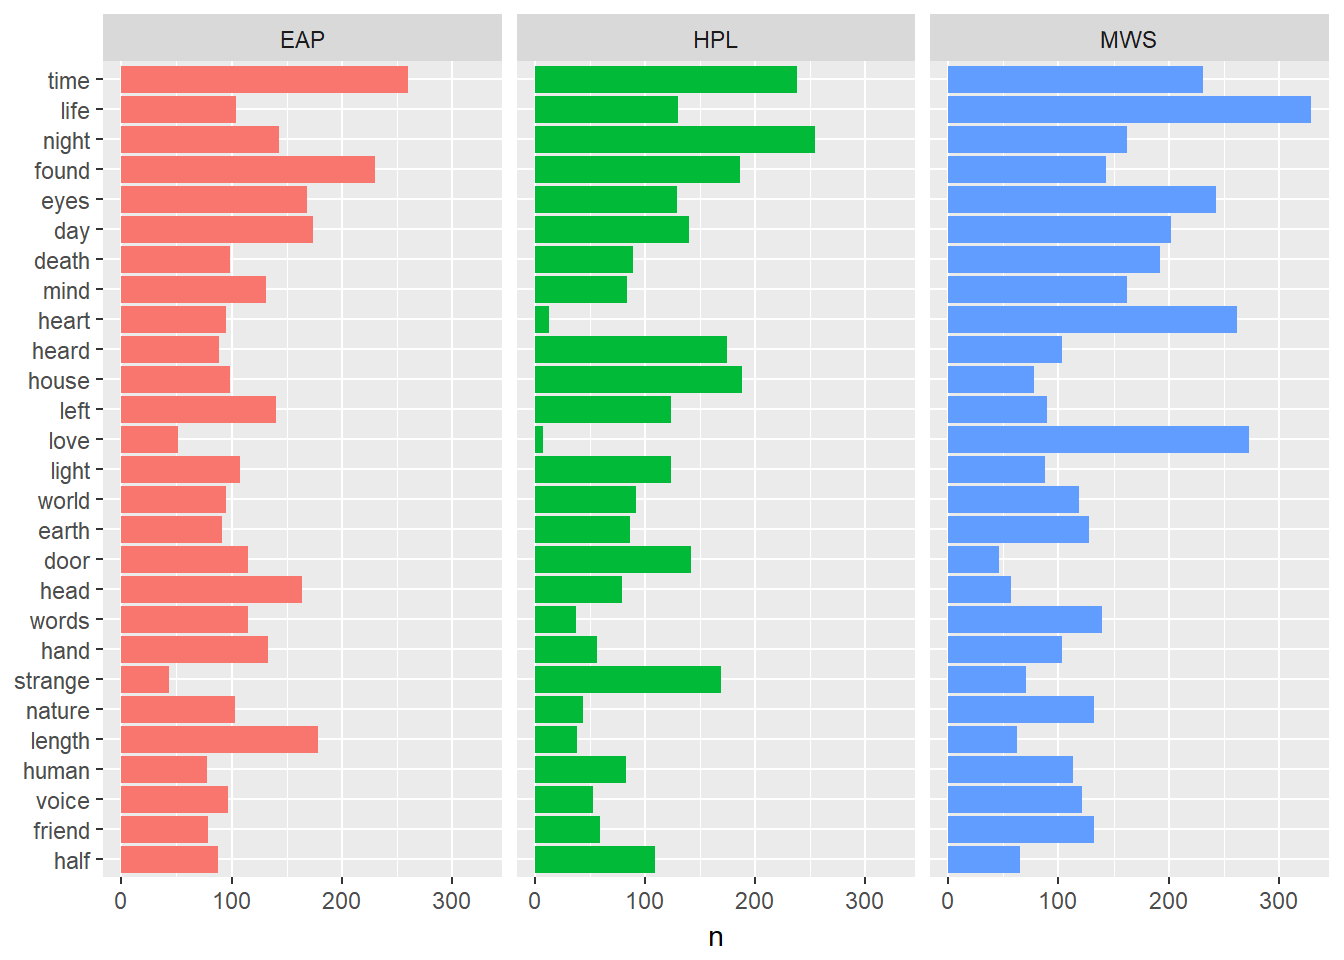 EAP HPL MWS
time
life
night
found
eyes
day
death
mind
heart
heard
house
left
love
light
world
earth
door
head
words
hand
strange
nature
length
human
voice
friend
half
0 100 200 300 0 100 200 300 0 100 200 300
n